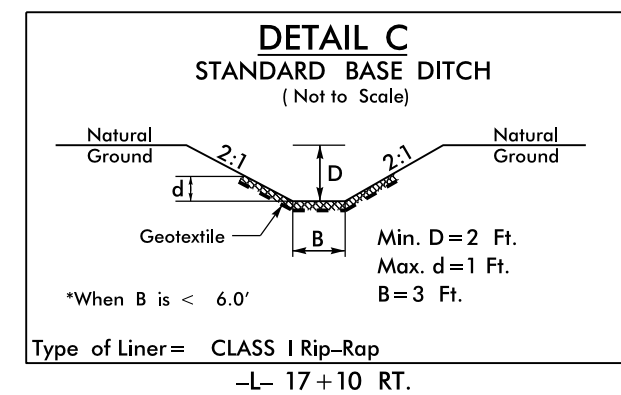 DETAIL C
STANDARD BASE DITCH
( Not to Scale)
Natural
Ground
2:1
D
2:1
Natural
Ground
d
Geotextile
B
Min. D=2 Ft.
Max. d=1 Ft.
B=3 Ft.
*When B is < 6.0'
Type of Liner= CLASS I Rip-Rap
-L- 17+10 RT.